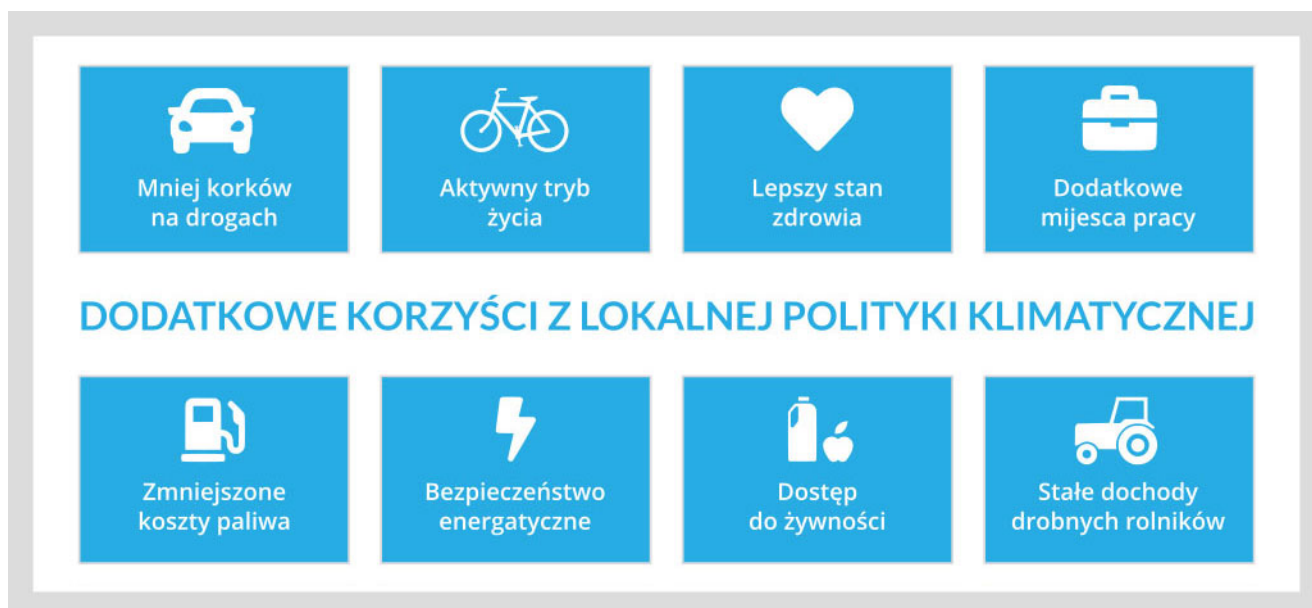 Mniej korków
na drogach
Aktywny tryb
życia
Lepszy stan
zdrowia
Dodatkowe
mijesca pracy
DODATKOWE KORZYŚCI Z LOKALNEJ POLITYKI KLIMATYCZNEJ
Zmniejszone
koszty paliwa
Bezpieczeństwo
energatyczne
Dostęp
do żywności
Stałe dochody
drobnych rolników